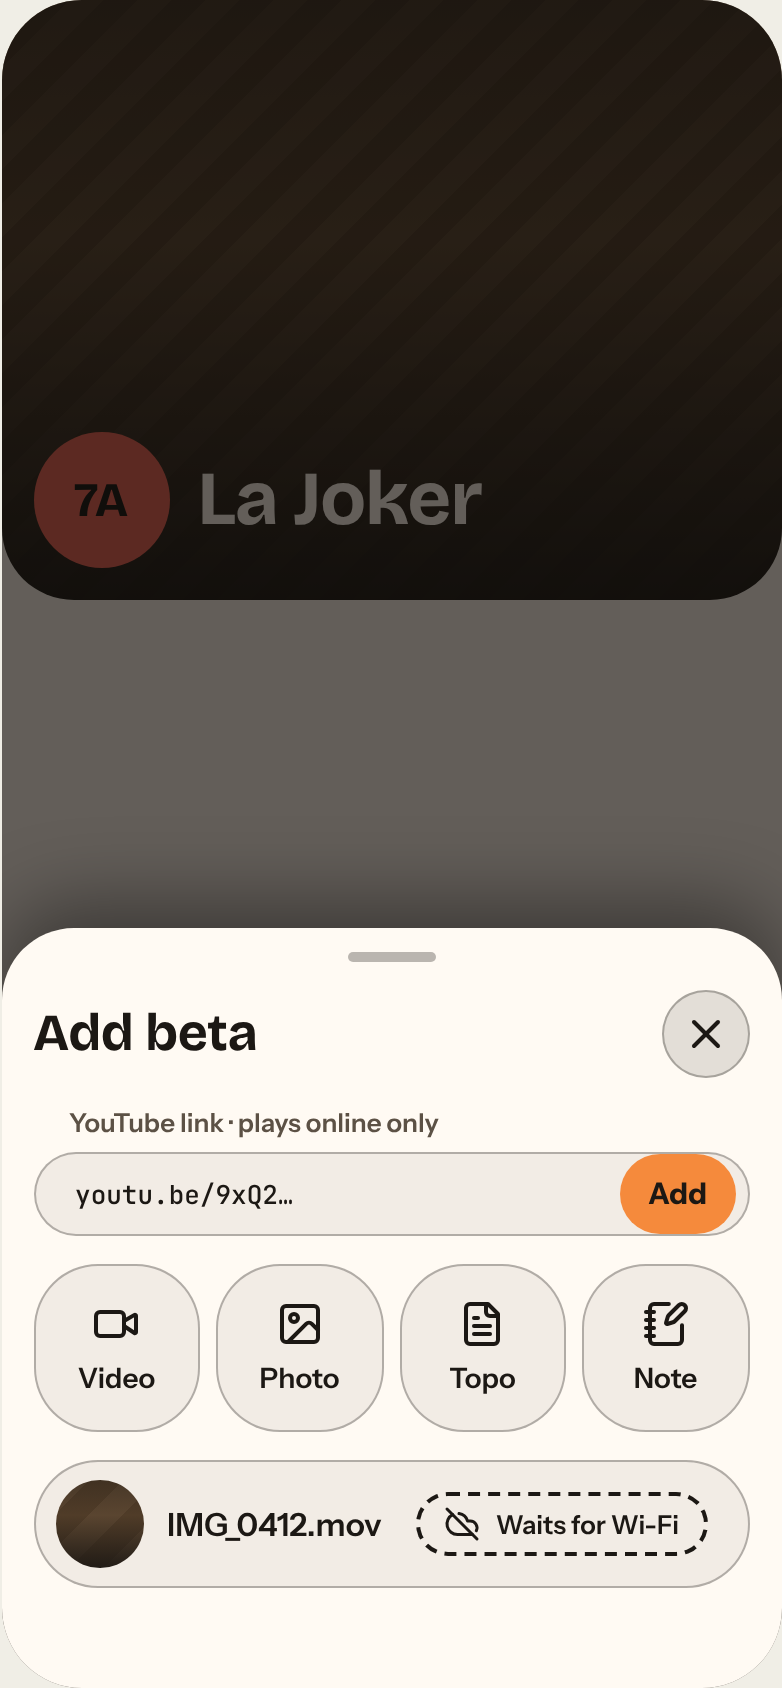 7A
La Joker
Add beta
YouTube link · plays online only
youtu.be/9xQ2…
Add
Video
Photo
Topo
Note
IMG_0412.mov
Waits for Wi-Fi